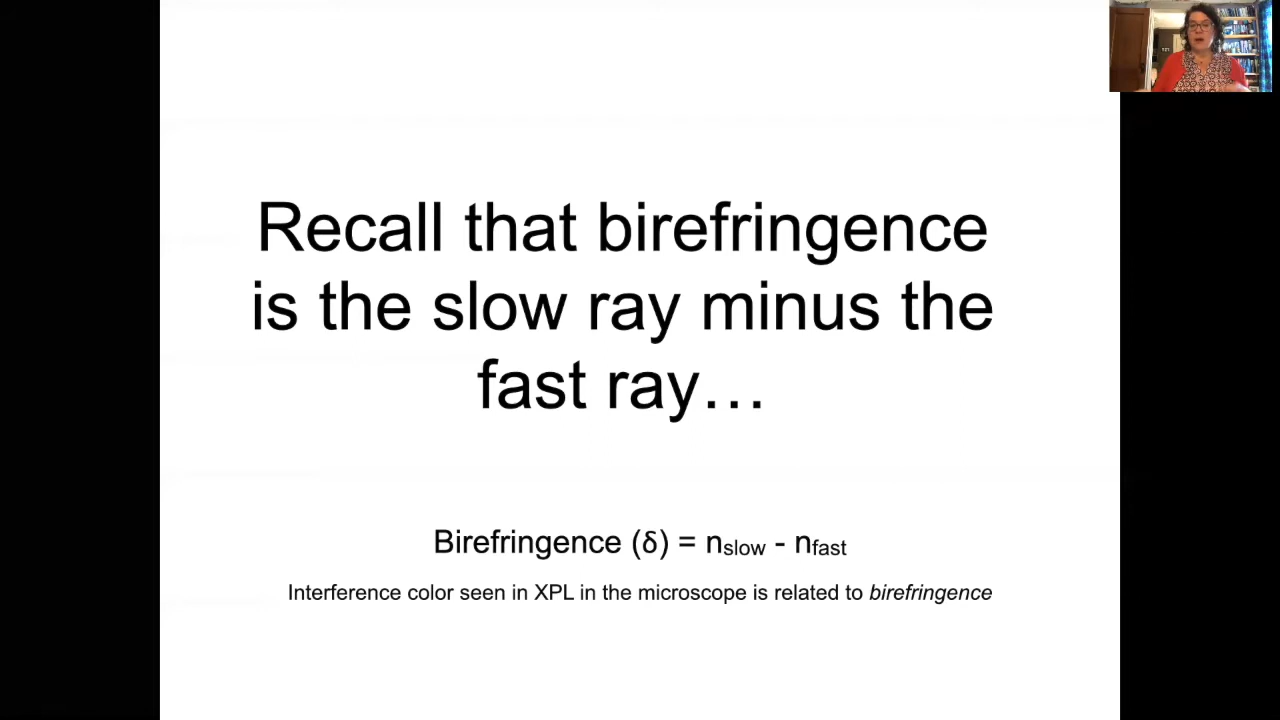 Recall that birefringence
is the slow ray minus the
fast ray…
Birefringence (δ) = nslow - nfast
Interference color seen in XPL in the microscope is related to birefringence